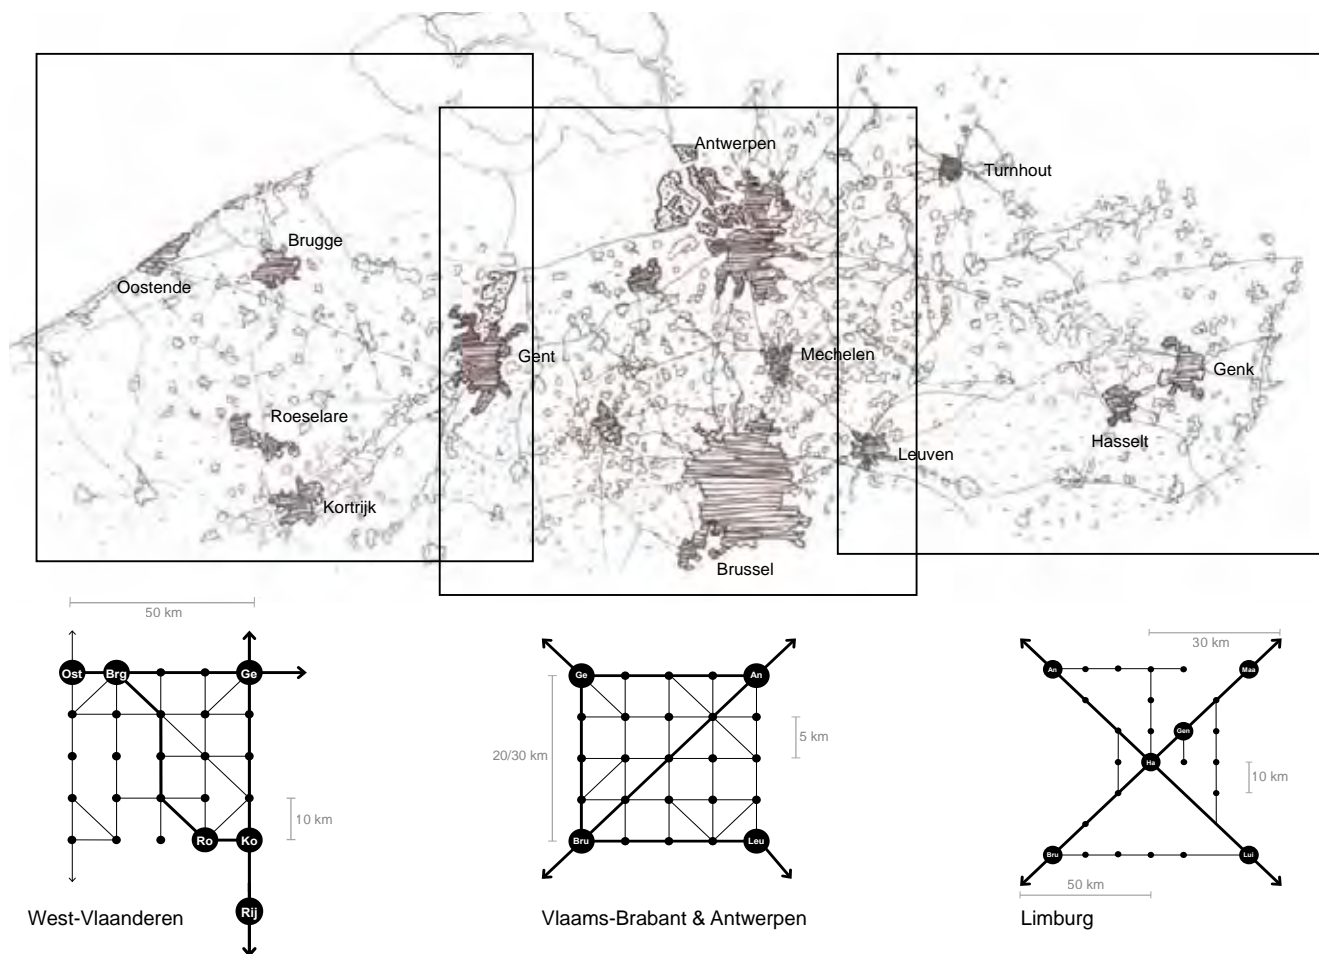 Antwerpen
Turnhout
Brugge
Oostende
Gent
Mechelen
Genk
Roeselare
Hasselt
Leuven
Kortrijk
Brussel
50 km
Ost
Brg
Ge
10 km
Ro
Ko
Rij
West-Vlaanderen
Ge
An
20/30 km
5 km
Bru
Leu
Vlaams-Brabant & Antwerpen
30 km
An
Maa
Gen
Ha
10 km
Bru
Lui
50 km
Limburg